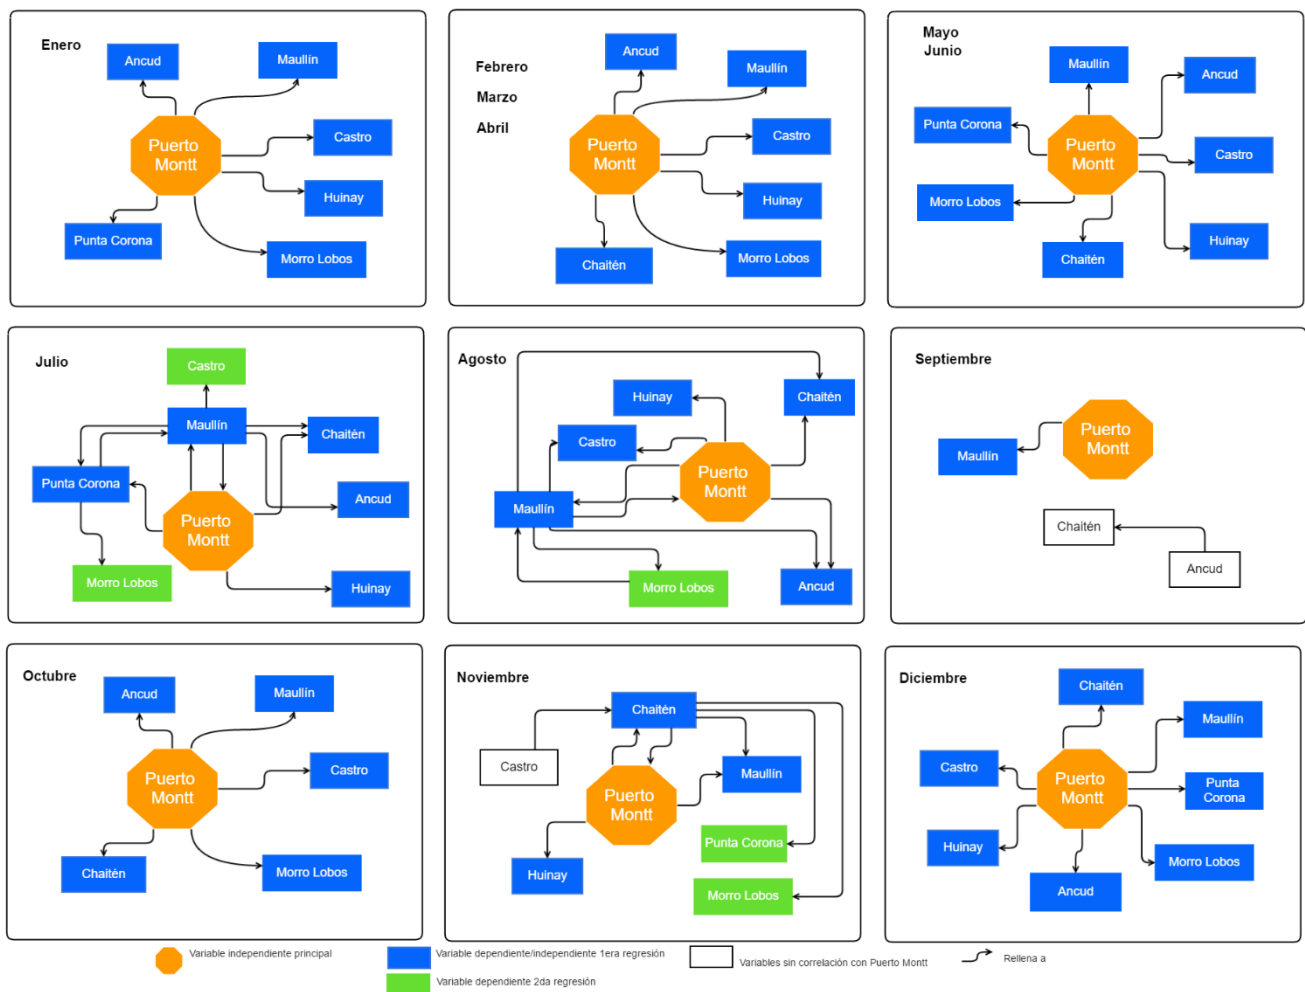 Enero
Ancud
Maullín
Puerto
Montt
Castro
Huinay
Punta Corona
Morro Lobos
Febrero
Marzo
Abril
Ancud
Maullín
Puerto
Montt
Castro
Huinay
Chaitén
Morro Lobos
Mayo
Junio
Maullín
Ancud
Punta Corona
Puerto
Montt
Castro
Morro Lobos
Huinay
Chaitén
Julio
Castro
Maullín
Chaitén
Punta Corona
Ancud
Puerto
Montt
Morro Lobos
Huinay
Agosto
Huinay
Chaitén
Castro
Puerto
Montt
Maullín
Morro Lobos
Ancud
Septiembre
Puerto
Montt
Maullín
Chaitén
Ancud
Octubre
Ancud
Maullín
Puerto
Montt
Castro
Chaitén
Morro Lobos
Noviembre
Chaitén
Castro
Maullín
Puerto
Montt
Punta Corona
Huinay
Morro Lobos
Diciembre
Chaitén
Maullín
Castro
Puerto
Montt
Punta
Corona
Huinay
Morro Lobos
Ancud
Variable independiente principal
Variable dependiente/independiente 1era regresión
Variable dependiente 2da regresión
Variables sin correlación con Puerto Montt
Rellena a